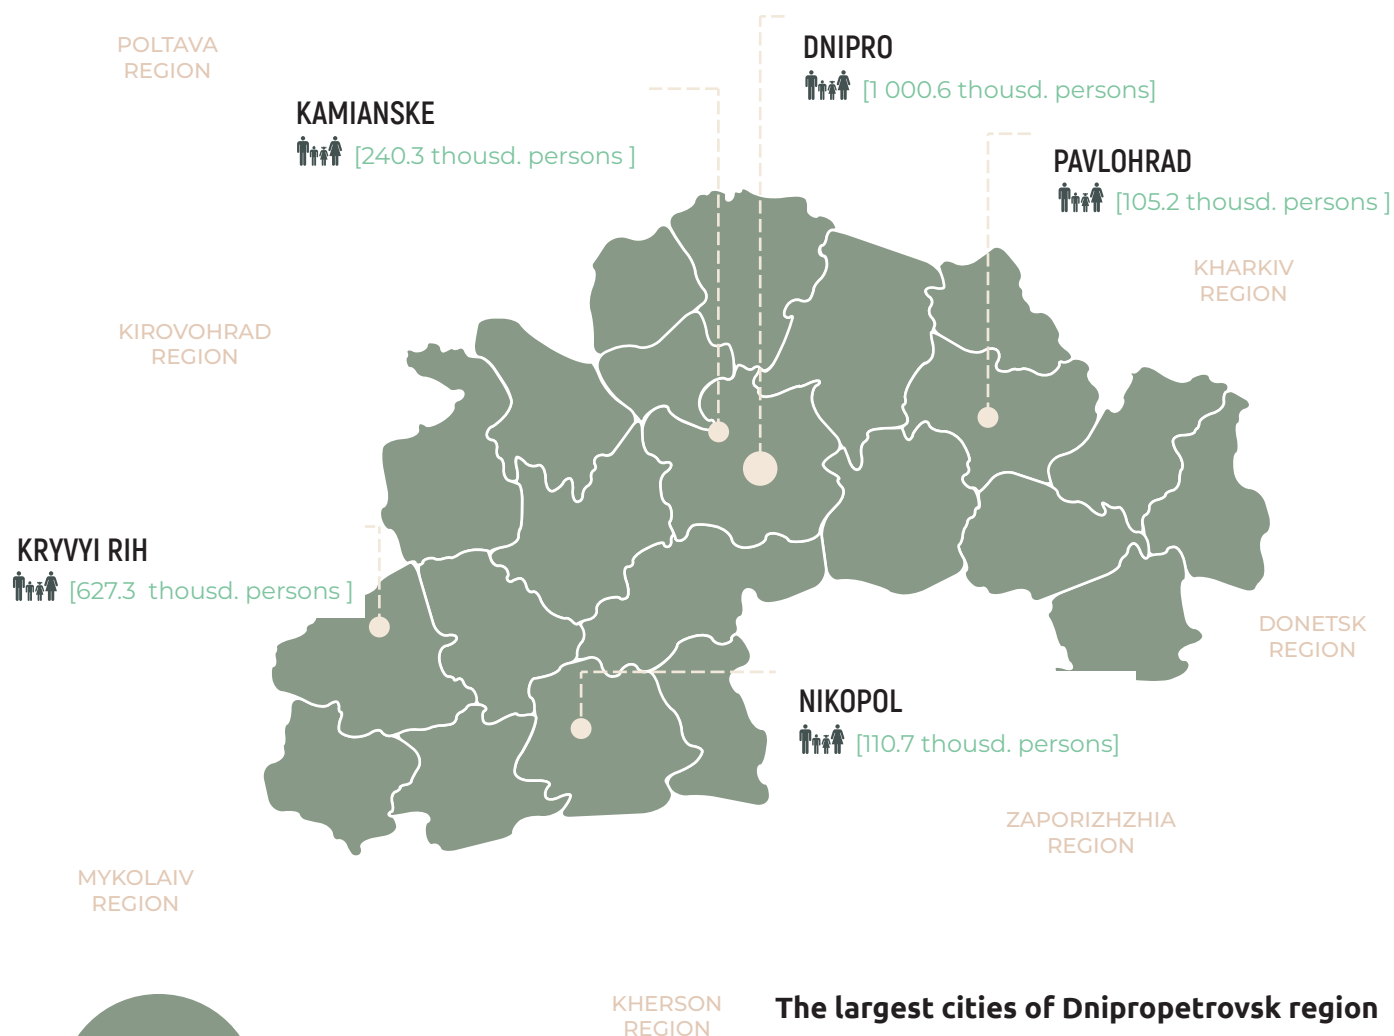 POLTAVA
REGION
DNIPRO
[1 000.6 thousd. persons]
KAMIANSKE
[240.3 thousd. persons ]
PAVLOHRAD
[105.2 thousd. persons ]
KHARKIV
REGION
KIROVOHRAD
REGION
KRYVYI RIH
[627.3 thousd. persons ]
DONETSK
REGION
NIKOPOL
[110.7 thousd. persons]
ZAPORIZHZHIA
REGION
MYKOLAIV
REGION
KHERSON
REGION
The largest cities of Dnipropetrovsk region